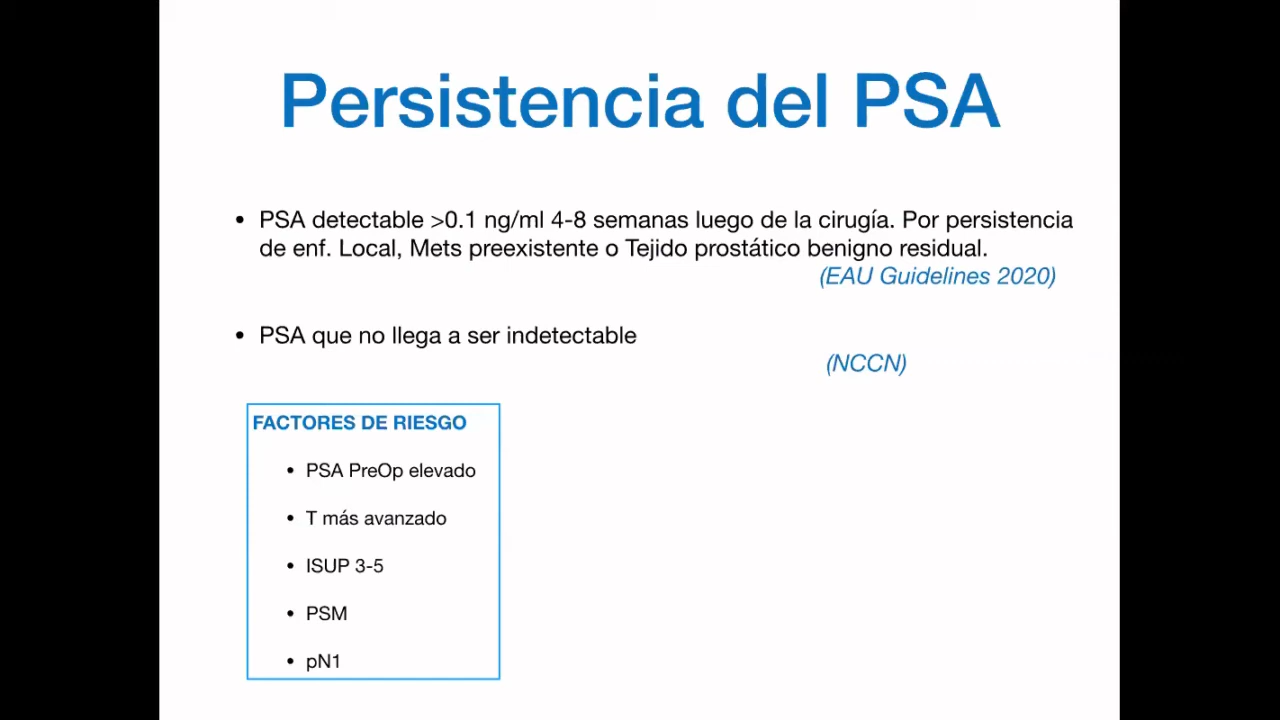 Persistencia del PSA
• PSA detectable >0.1 ng/ml 4-8 semanas luego de la cirugía. Por persistencia
de enf. Local, Mets preexistente o Tejido prostático benigno residual.
(EAU Guidelines 2020)
• PSA que no llega a ser indetectable
(NCCN)
FACTORES DE RIESGO
• PSA PreOp elevado
• T más avanzado
• ISUP 3-5
• PSM
• pN1